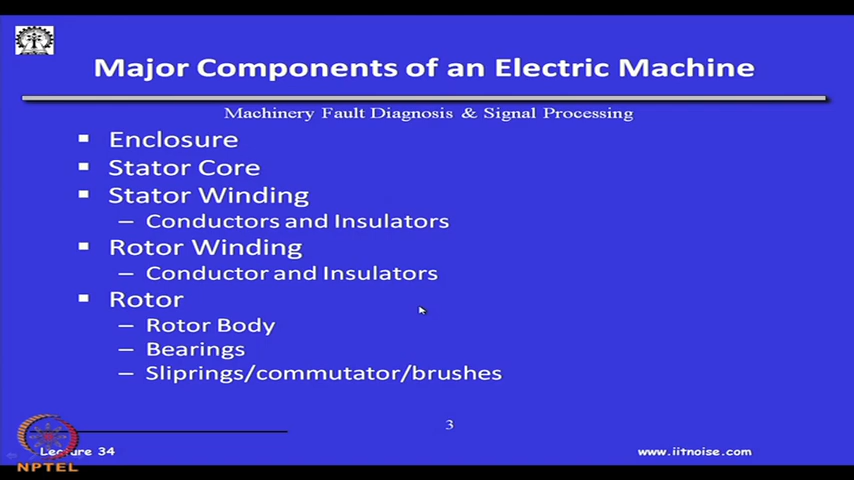 Major Components of an Electric Machine
Machinery Fault Diagnosis & Signal Processing
▪ Enclosure
▪ Stator Core
▪ Stator Winding
– Conductors and Insulators
▪ Rotor Winding
– Conductor and Insulators
▪ Rotor
– Rotor Body
– Bearings
– Sliprings/commutator/brushes
3
Lecture 34
www.iitnoise.com
NPTEL